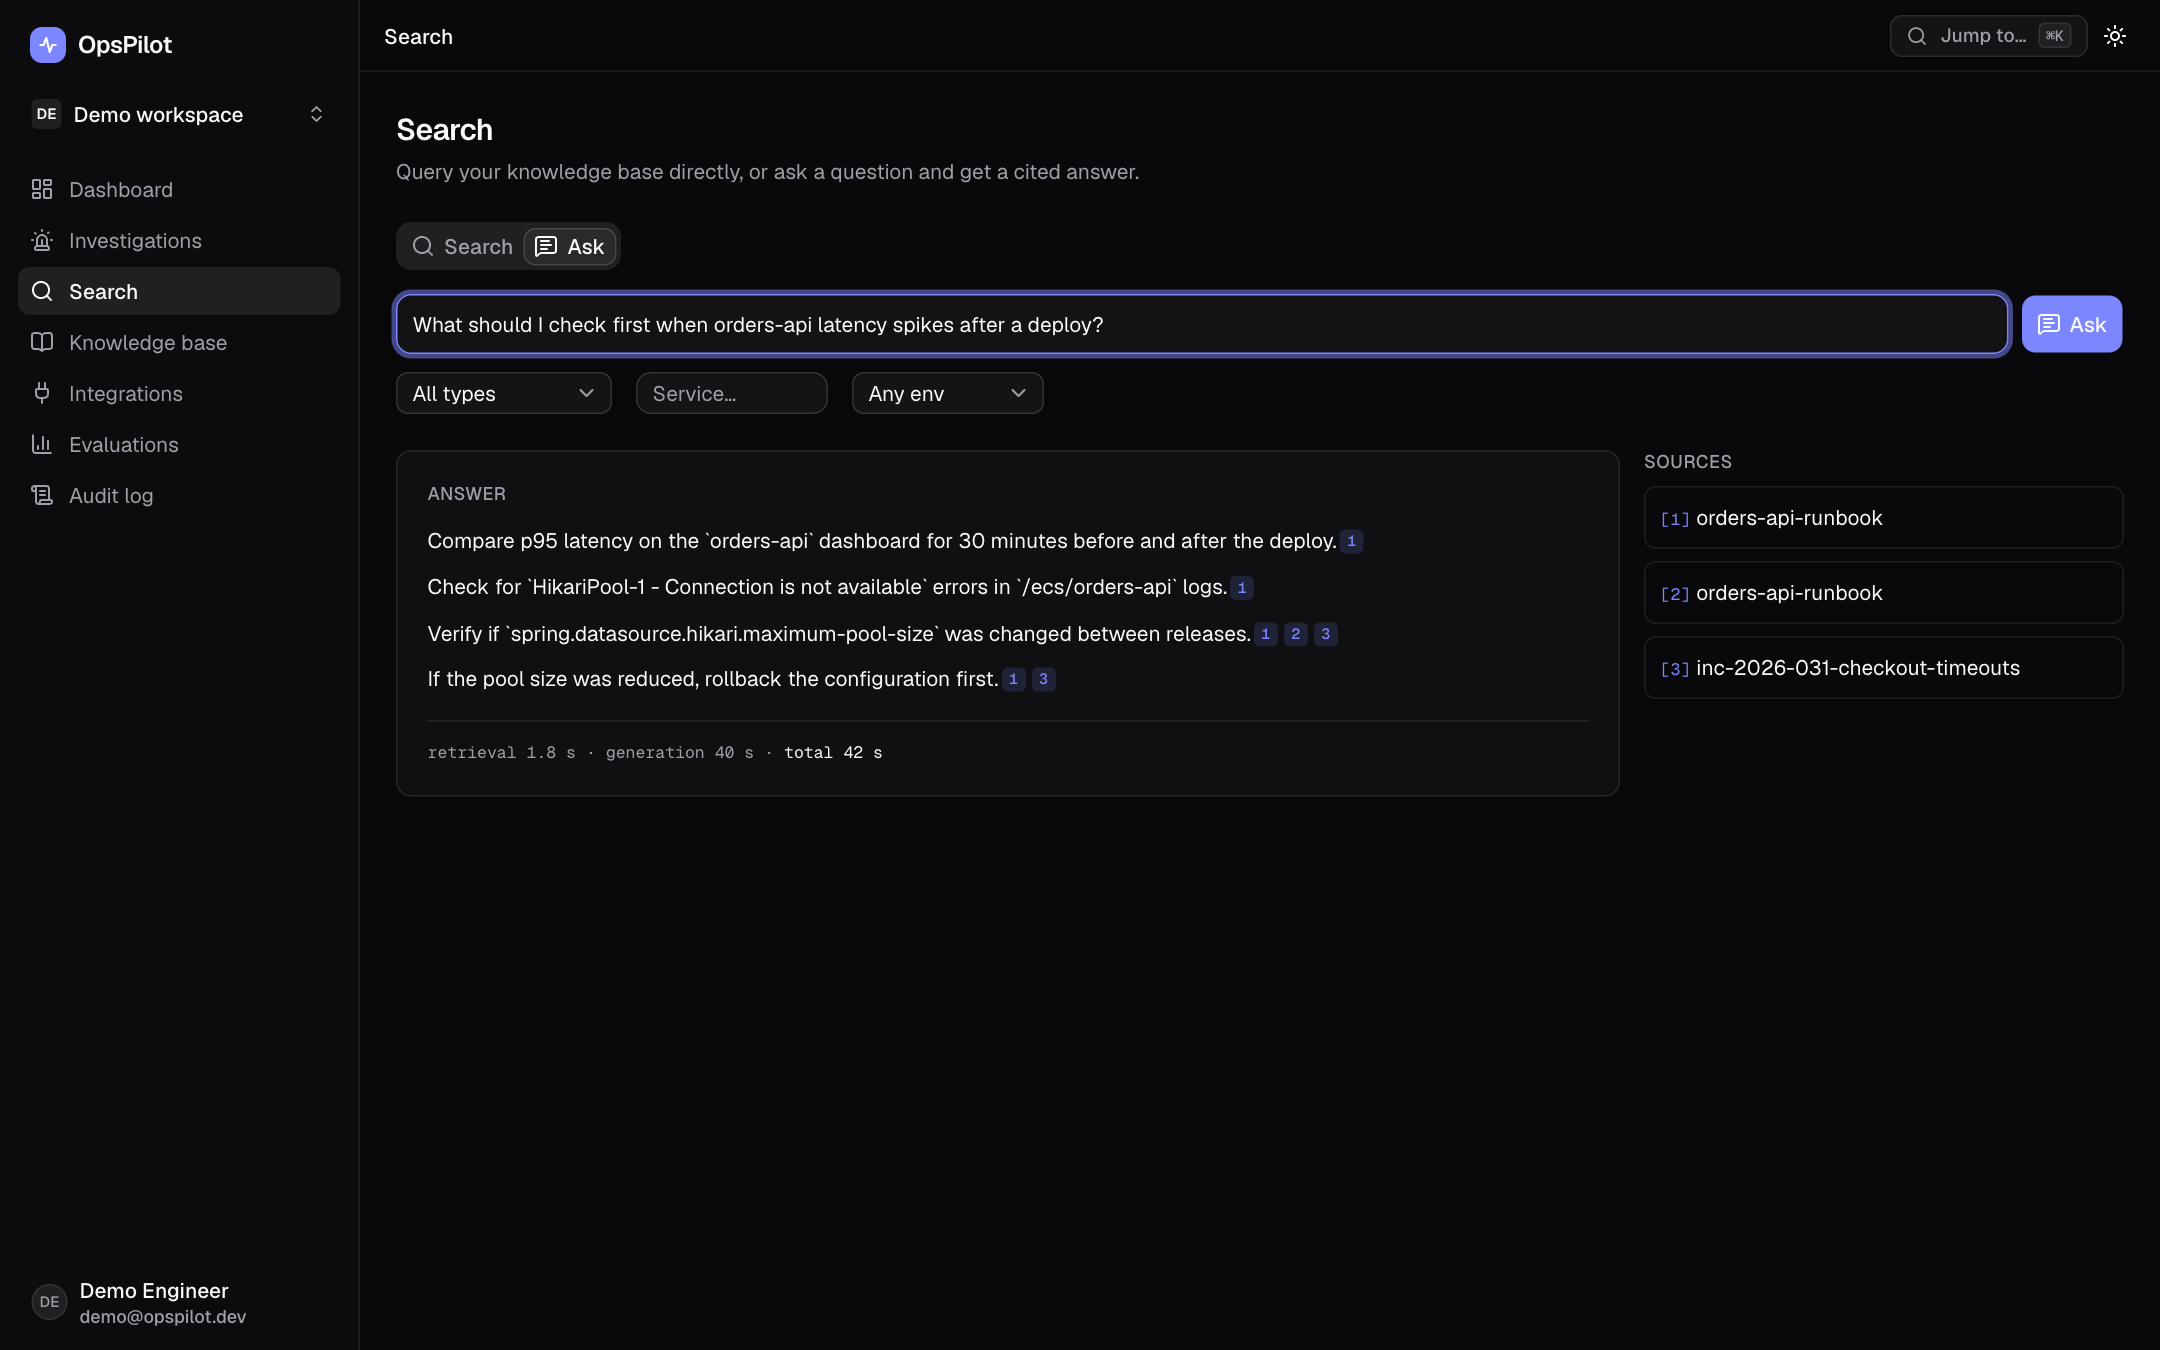 OpsPilot
DE Demo workspace
Dashboard
Investigations
Search
Knowledge base
Integrations
Evaluations
Audit log
DE Demo Engineer
demo@opspilot.dev
Search
Jump to... ⌘K
Search
Query your knowledge base directly, or ask a question and get a cited answer.
Search Ask
What should I check first when orders-api latency spikes after a deploy?
Ask
All types Service... Any env
ANSWER
Compare p95 latency on the `orders-api` dashboard for 30 minutes before and after the deploy. 1
Check for `HikariPool-1 - Connection is not available` errors in `/ecs/orders-api` logs. 1
Verify if `spring.datasource.hikari.maximum-pool-size` was changed between releases. 1 2 3
If the pool size was reduced, rollback the configuration first. 1 3
retrieval 1.8 s · generation 40 s · total 42 s
SOURCES
[1] orders-api-runbook
[2] orders-api-runbook
[3] inc-2026-031-checkout-timeouts